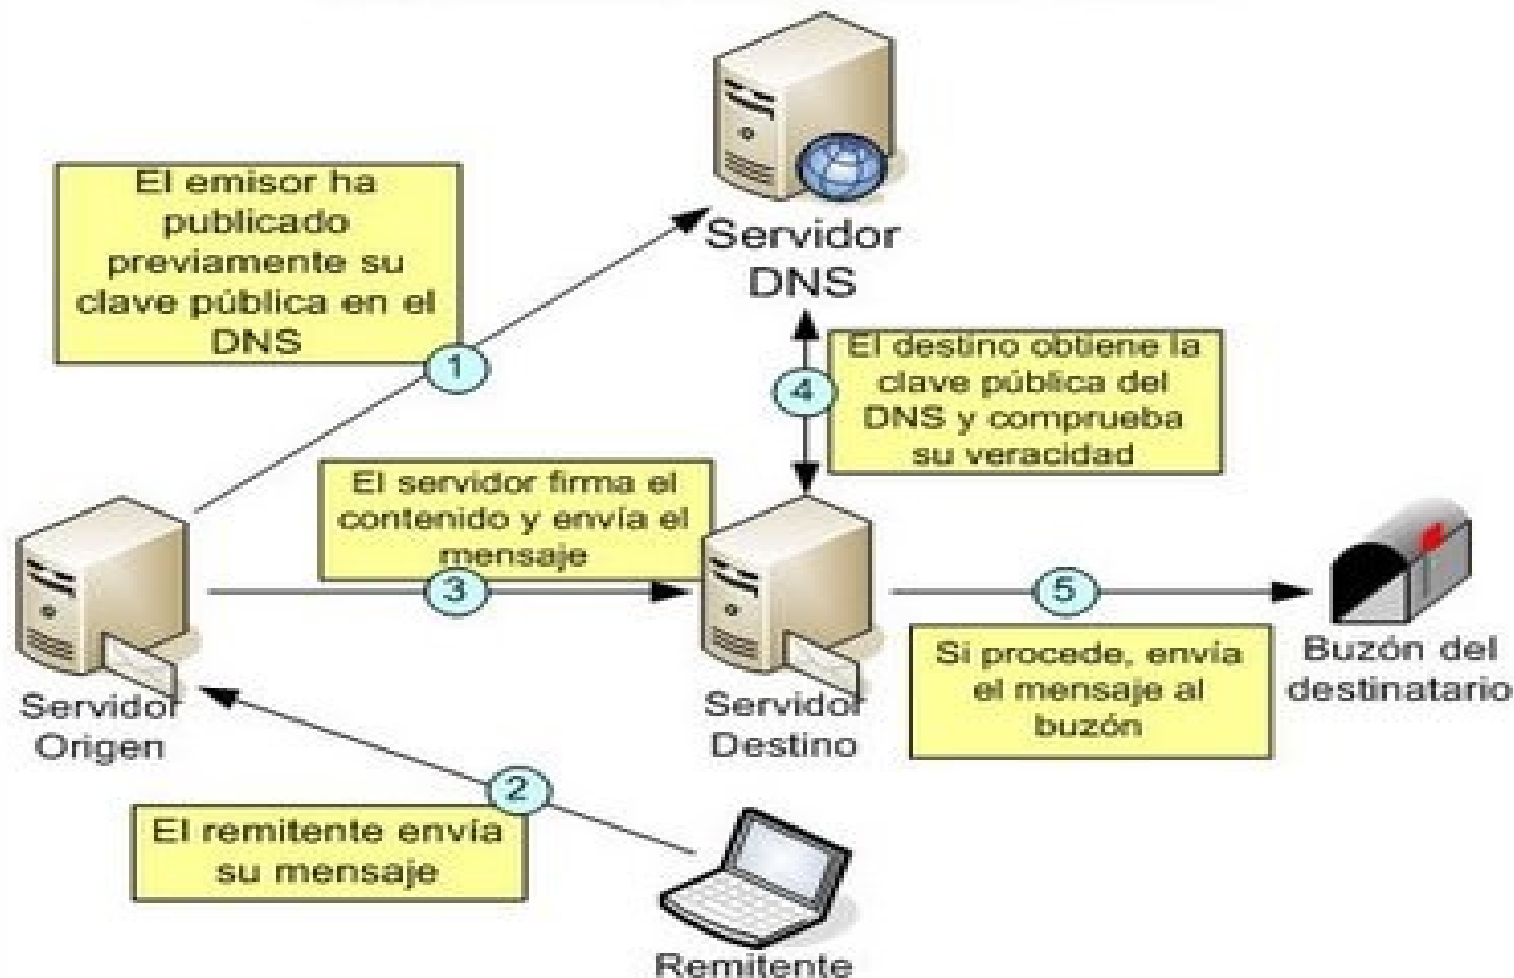 Servidor
DNS
El emisor ha
publicado
previamente su
clave pública en el
DNS
1
El destino obtiene la
clave pública del
DNS y comprueba
su veracidad
4
El servidor firma el
contenido y envía el
mensaje
3
5
Servidor
Origen
Servidor
Destino
Si procede, envía
el mensaje al
buzón
Buzón del
destinatario
2
El remitente envía
su mensaje
Remitente